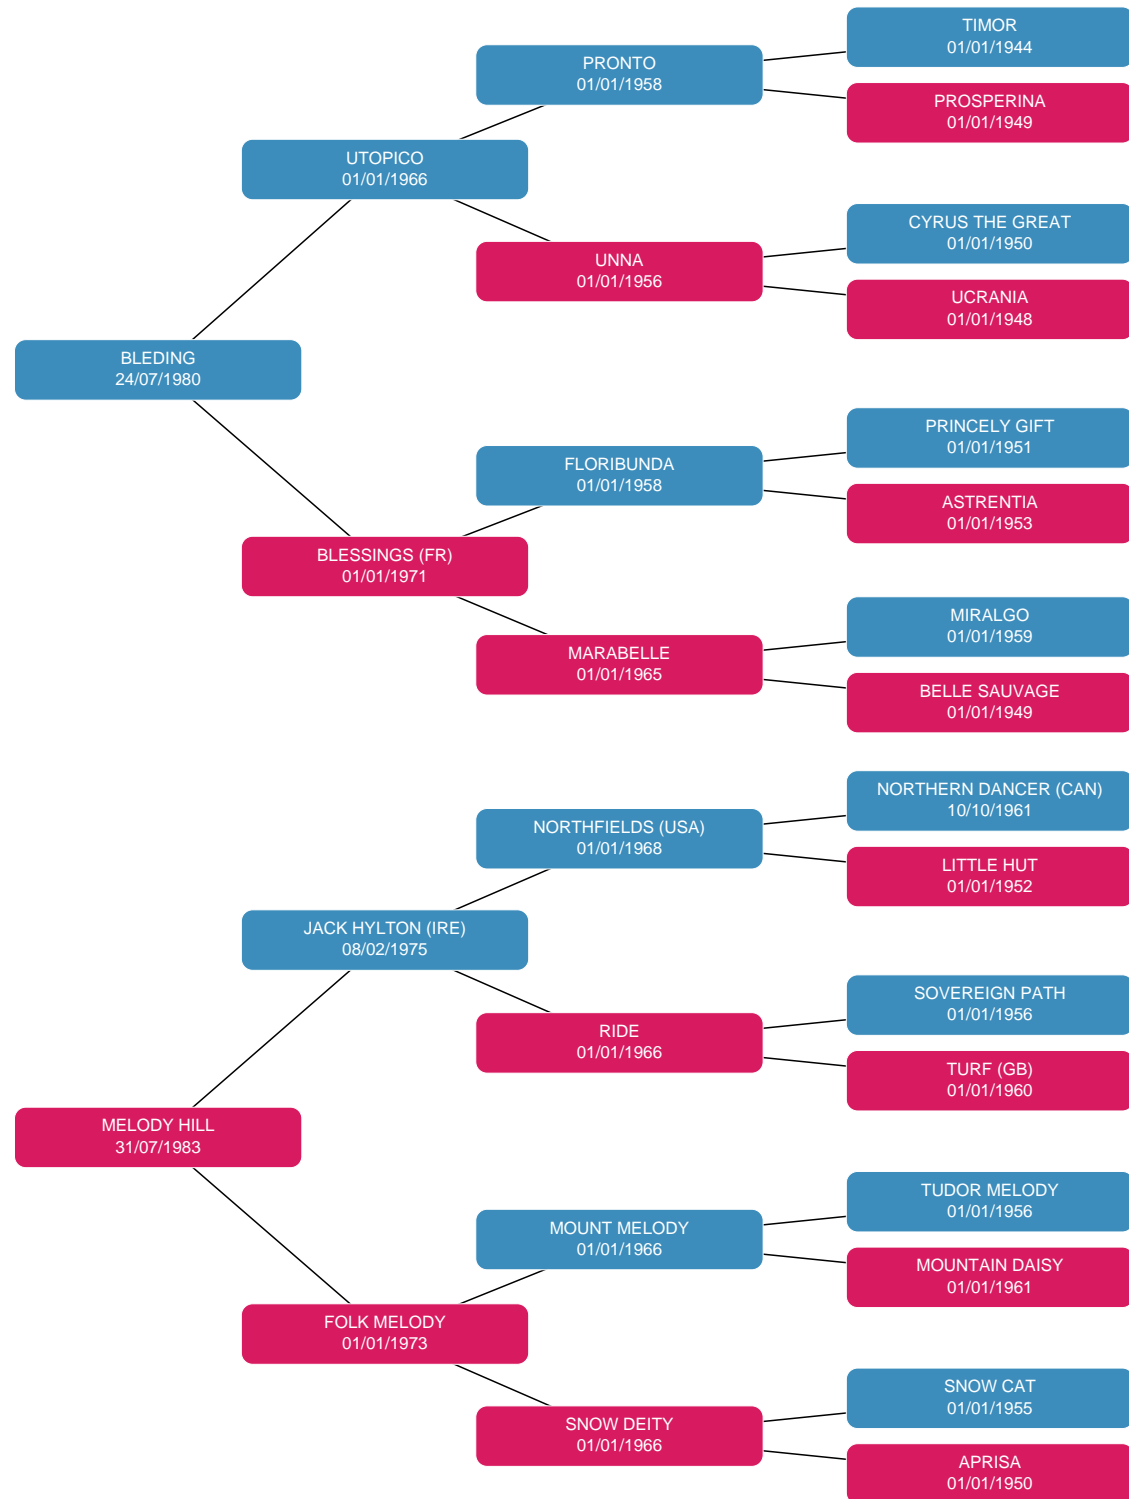 TIMOR
01/01/1944
PRONTO
01/01/1958
PROSPERINA
01/01/1949
UTOPICO
01/01/1966
CYRUS THE GREAT
01/01/1950
UNNA
01/01/1956
UCRANIA
01/01/1948
BLEDING
24/07/1980
PRINCELY GIFT
01/01/1951
FLORIBUNDA
01/01/1958
ASTRENTIA
01/01/1953
BLESSINGS (FR)
01/01/1971
MIRALGO
01/01/1959
MARABELLE
01/01/1965
BELLE SAUVAGE
01/01/1949
NORTHERN DANCER (CAN)
10/10/1961
NORTHFIELDS (USA)
01/01/1968
LITTLE HUT
01/01/1952
JACK HYLTON (IRE)
08/02/1975
SOVEREIGN PATH
01/01/1956
RIDE
01/01/1966
TURF (GB)
01/01/1960
MELODY HILL
31/07/1983
TUDOR MELODY
01/01/1956
MOUNT MELODY
01/01/1966
MOUNTAIN DAISY
01/01/1961
FOLK MELODY
01/01/1973
SNOW CAT
01/01/1955
SNOW DEITY
01/01/1966
APRISA
01/01/1950